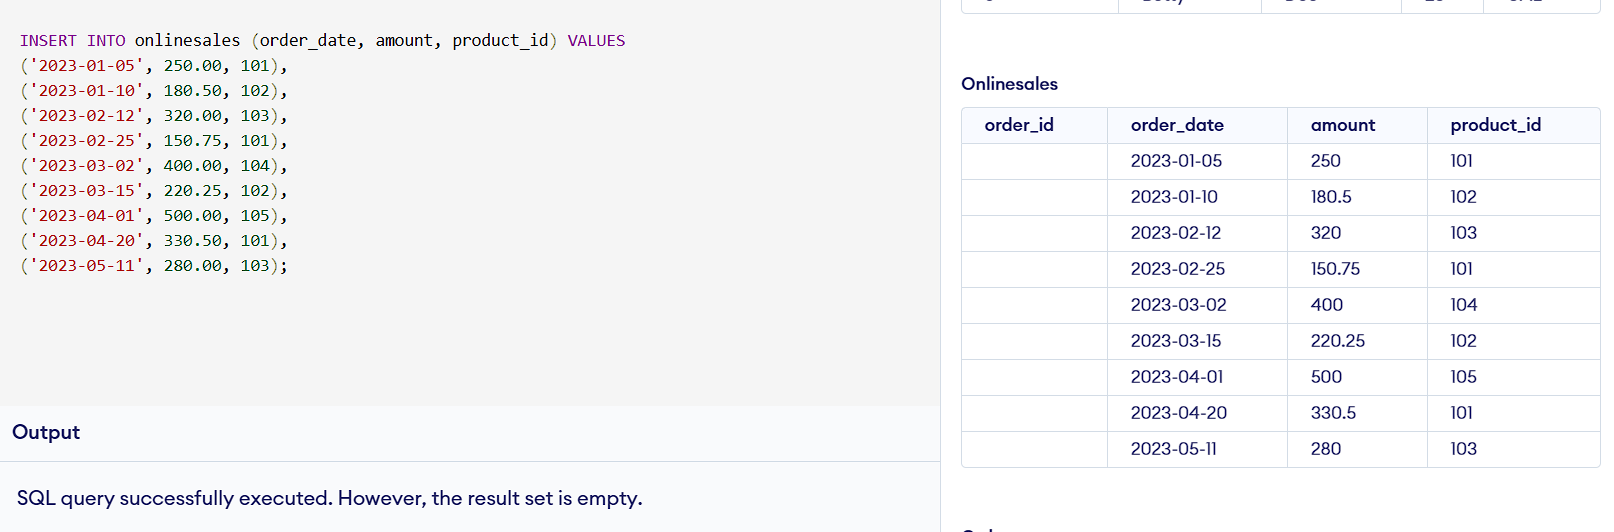 INSERT INTO onlinesales (order_date, amount, product_id) VALUES
('2023-01-05', 250.00, 101),
('2023-01-10', 180.50, 102),
('2023-02-12', 320.00, 103),
('2023-02-25', 150.75, 101),
('2023-03-02', 400.00, 104),
('2023-03-15', 220.25, 102),
('2023-04-01', 500.00, 105),
('2023-04-20', 330.50, 101),
('2023-05-11', 280.00, 103);
Output
SQL query successfully executed. However, the result set is empty.
Onlinesales
order_id order_date amount product_id
2023-01-05 250 101
2023-01-10 180.5 102
2023-02-12 320 103
2023-02-25 150.75 101
2023-03-02 400 104
2023-03-15 220.25 102
2023-04-01 500 105
2023-04-20 330.5 101
2023-05-11 280 103